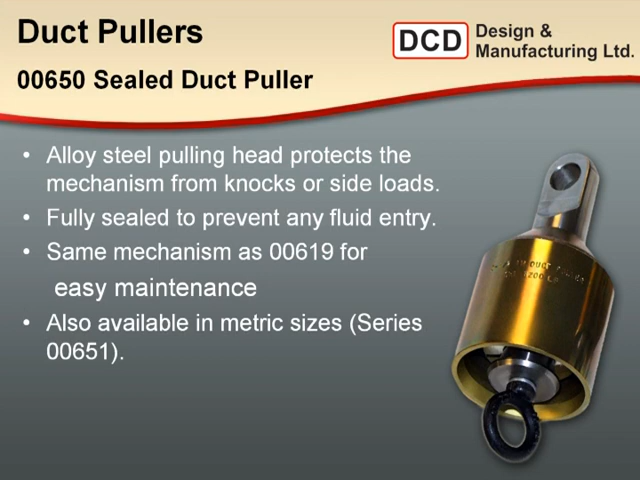 Duct Pullers
00650 Sealed Duct Puller
DCD Design &
Manufacturing Ltd.
• Alloy steel pulling head protects the
mechanism from knocks or side loads.
• Fully sealed to prevent any fluid entry.
• Same mechanism as 00619 for
easy maintenance
• Also available in metric sizes (Series
00651).